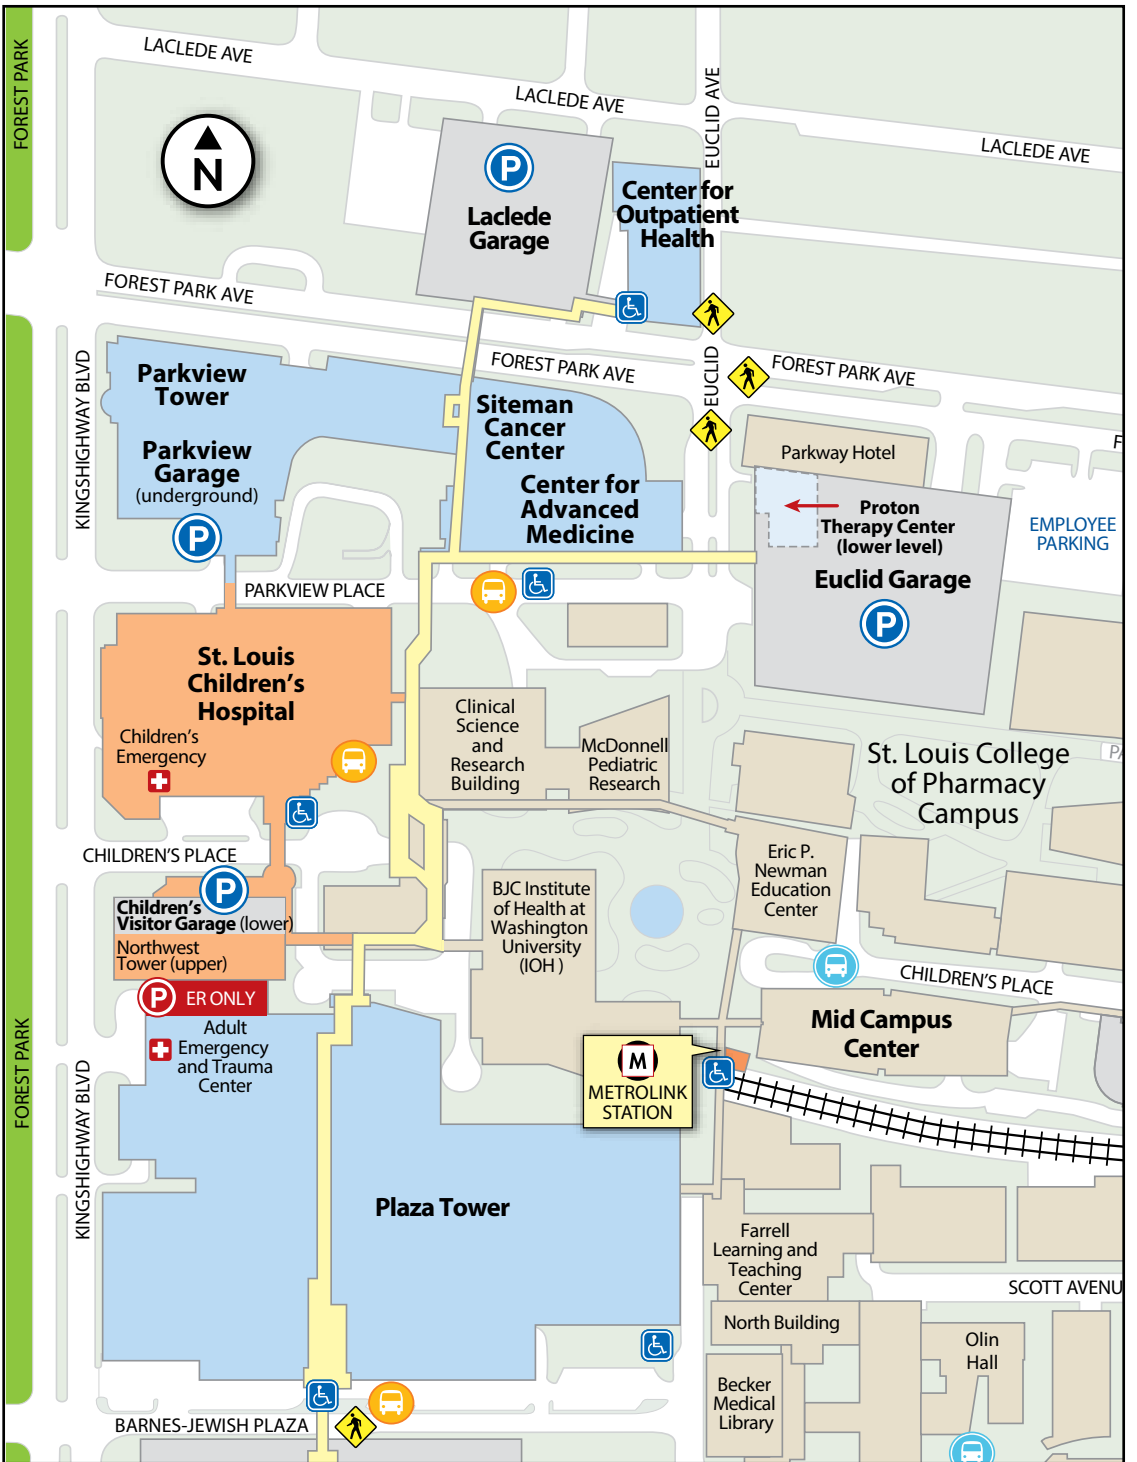 FOREST PARK
LACLEDE AVE
LACLEDE AVE
EUCLID AVE
LACLEDE AVE
N
P
Laclede
Garage
Center for
Outpatient
Health
FOREST PARK AVE
KINGSHIGHWAY BLVD
FOREST PARK AVE
EUCLID
FOREST PARK AVE
Parkview
Tower
Parkview
Garage
(underground)
P
Siteman
Cancer
Center
Center for
Advanced
Medicine
Parkway Hotel
F
Proton
Therapy Center
(lower level)
EMPLOYEE
PARKING
Euclid Garage
P
PARKVIEW PLACE
St. Louis
Children's
Hospital
Children's
Emergency
Clinical
Science
and
Research
Building
McDonnell
Pediatric
Research
PA
St. Louis College
of Pharmacy
Campus
CHILDREN'S PLACE
P
Children's
Visitor Garage (lower)
Northwest
Tower (upper)
P
ER ONLY
Adult
Emergency
and Trauma
Center
BJC Institute
of Health at
Washington
University
(IOH )
Eric P.
Newman
Education
Center
CHILDREN'S PLACE
Mid Campus
Center
M
METROLINK
STATION
FOREST PARK
KINGSHIGHWAY BLVD
Plaza Tower
Farrell
Learning and
Teaching
Center
SCOTT AVENU
North Building
Olin
Hall
Becker
Medical
Library
BARNES-JEWISH PLAZA